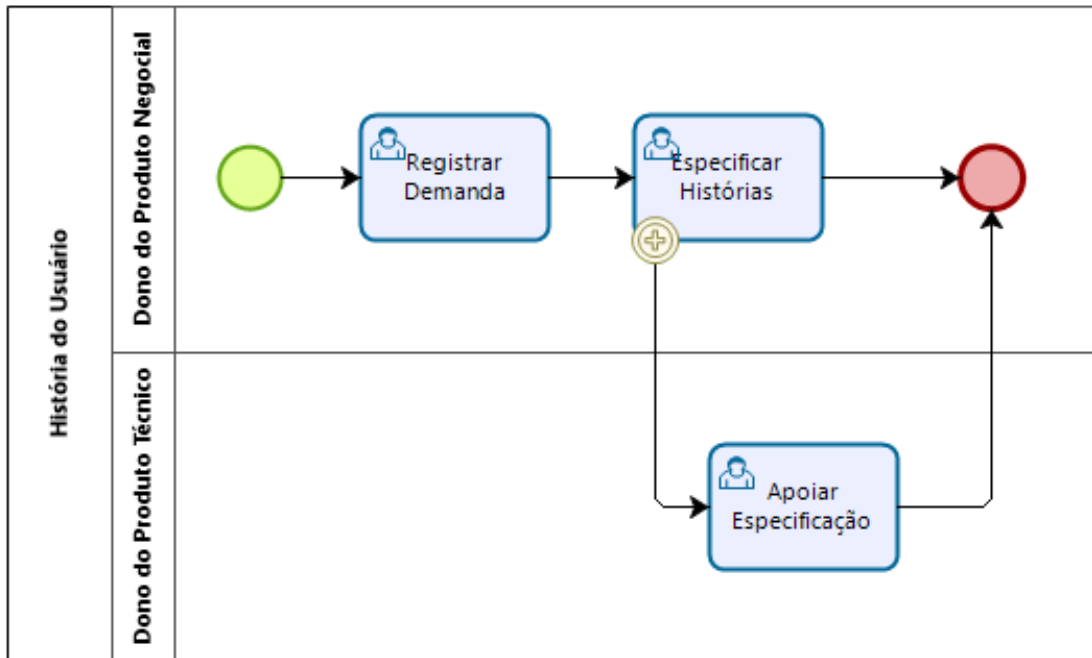 História do Usuário
Dono do Produto Negocial
Registrar
Demanda
Especificar
Histórias
Dono do Produto Técnico
Apoiar
Especificação